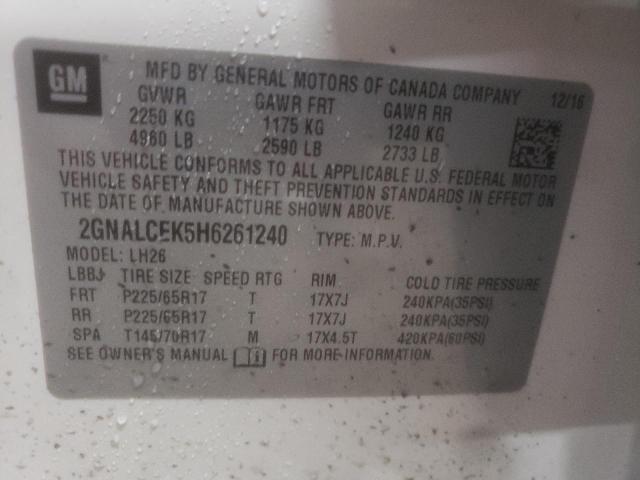 GM
MFD BY GENERAL MOTORS OF CANADA COMPANY 12/16
GVWR GAWR FRT GAWR RR
2250 KG 1175 KG 1240 KG
4960 LB 2590 LB 2733 LB
THIS VEHICLE CONFORMS TO ALL APPLICABLE U.S. FEDERAL MOTOR
VEHICLE SAFETY AND THEFT PREVENTION STANDARDS IN EFFECT ON
THE DATE OF MANUFACTURE SHOWN ABOVE.
2GNALCEK5H6261240 TYPE: M.P.V.
MODEL: LH26
LBBJ TIRE SIZE SPEED RTG RIM COLD TIRE PRESSURE
FRT P225/65R17 T 17X7J 240KPA(35PSI)
RR P225/65R17 T 17X7J 240KPA(35PSI)
SPA T145/70R17 M 17X4.5T 420KPA(60PSI)
SEE OWNER'S MANUAL FOR MORE INFORMATION.